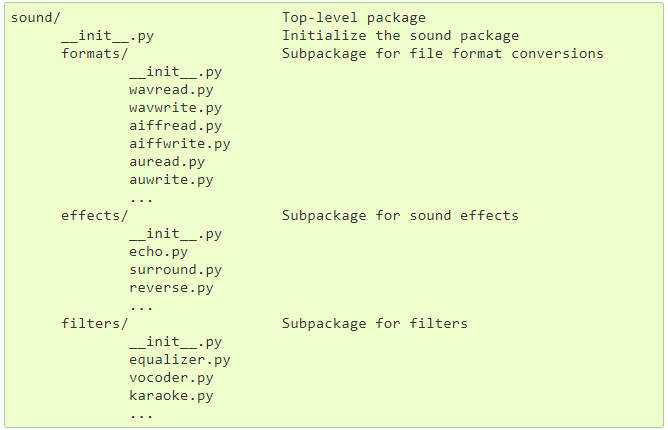 sound/                          Top-level package
      __init__.py               Initialize the sound package
      formats/                  Subpackage for file format conversions
              __init__.py
              wavread.py
              wavwrite.py
              aiffread.py
              aiffwrite.py
              auread.py
              auwrite.py
              ...
      effects/                  Subpackage for sound effects
              __init__.py
              echo.py
              surround.py
              reverse.py
              ...
      filters/                  Subpackage for filters
              __init__.py
              equalizer.py
              vocoder.py
              karaoke.py
              ...